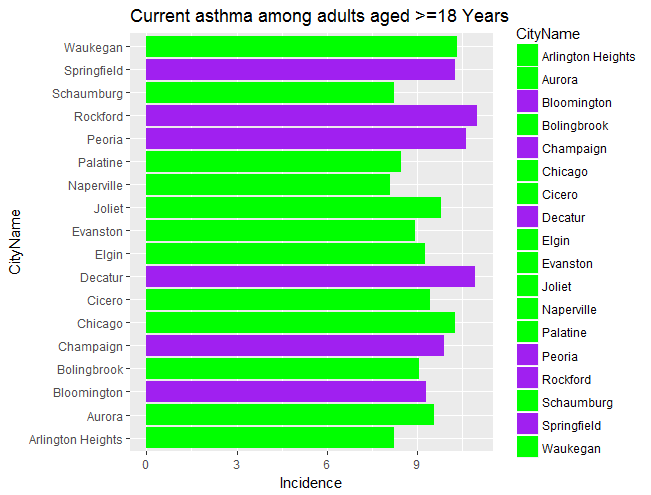 Current asthma among adults aged >=18 Years
CityName
Waukegan
Springfield
Schaumburg
Rockford
Peoria
Palatine
Naperville
Joliet
Evanston
Elgin
Decatur
Cicero
Chicago
Champaign
Bolingbrook
Bloomington
Aurora
Arlington Heights
0 3 6 9
Incidence
CityName
Arlington Heights
Aurora
Bloomington
Bolingbrook
Champaign
Chicago
Cicero
Decatur
Elgin
Evanston
Joliet
Naperville
Palatine
Peoria
Rockford
Schaumburg
Springfield
Waukegan